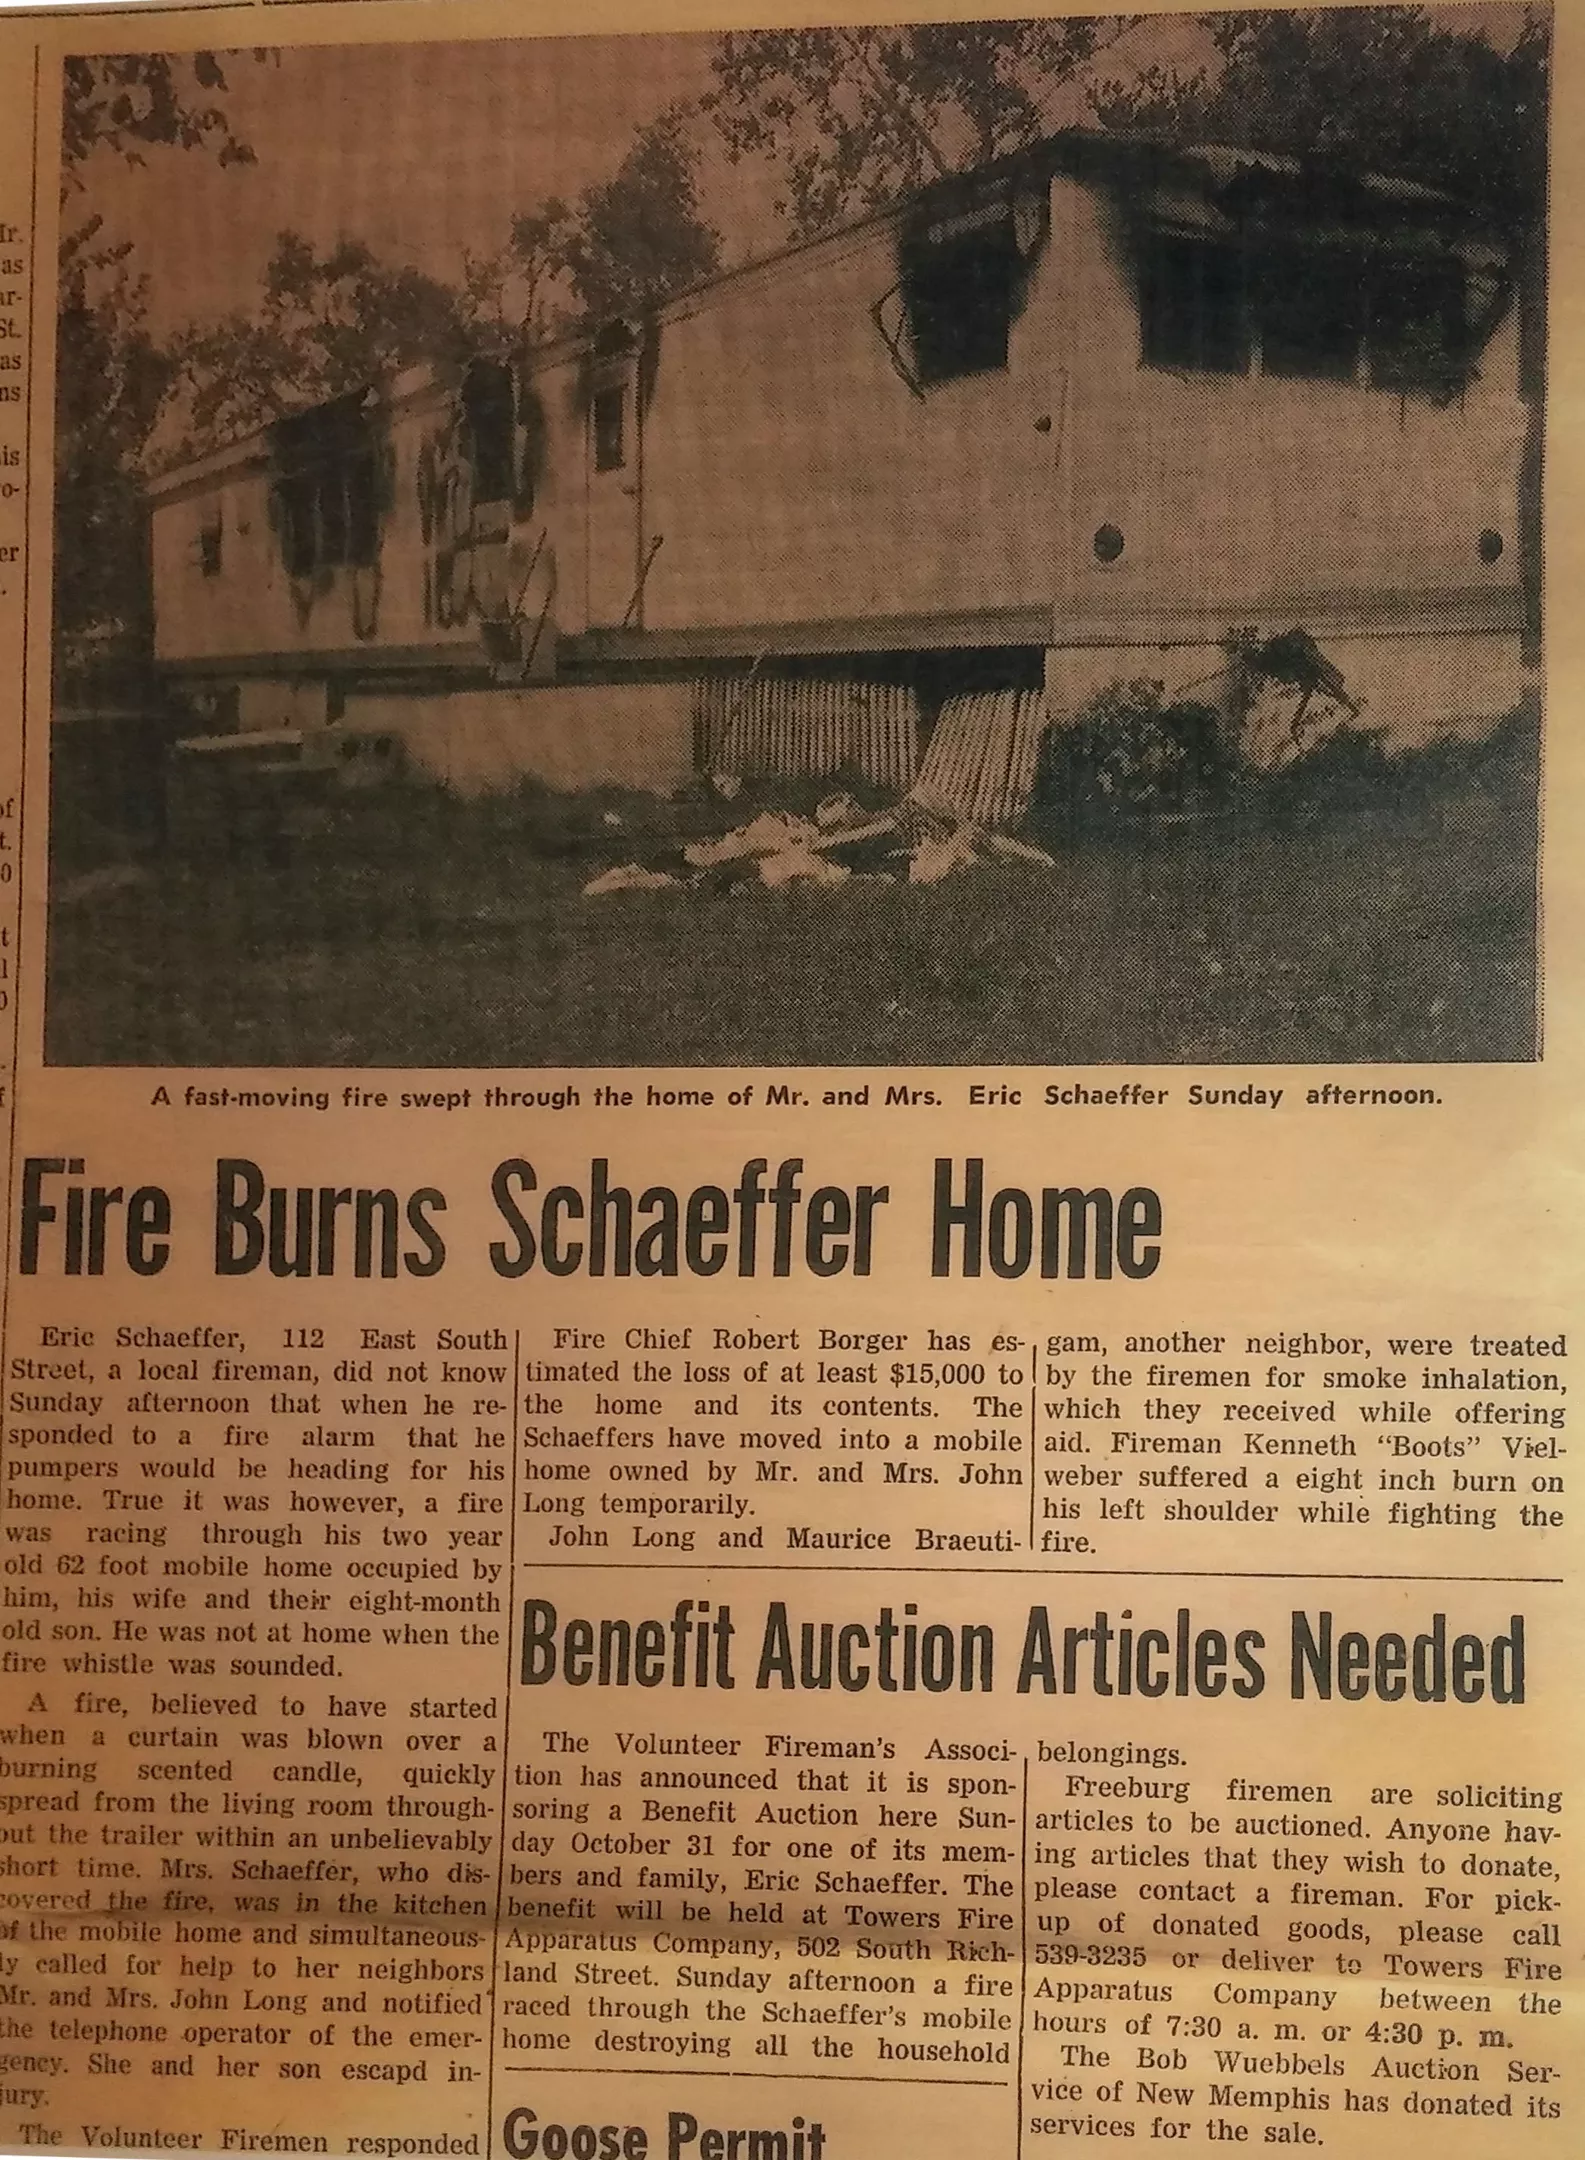 Ir.
as
ar-
St.
as
ns
is
o-
er
.
of
t.
0
t
l
0
f
A fast-moving fire swept through the home of Mr. and Mrs. Eric Schaeffer Sunday afternoon.
Fire Burns Schaeffer Home
Eric Schaeffer, 112 East South
Street, a local fireman, did not know
Sunday afternoon that when he re-
sponded to a fire alarm that he
pumpers would be heading for his
home. True it was however, a fire
was racing through his two year
old 62 foot mobile home occupied by
him, his wife and their eight-month
old son. He was not at home when the
fire whistle was sounded.
A fire, believed to have started
when a curtain was blown over a
burning scented candle, quickly
spread from the living room through-
out the trailer within an unbelievably
short time. Mrs. Schaeffer, who dis-
covered the fire, was in the kitchen
of the mobile home and simultaneous-
ly called for help to her neighbors
Mr. and Mrs. John Long and notified
the telephone operator of the emer-
gency. She and her son escapd in-
jury.
The Volunteer Firemen responded
Fire Chief Robert Borger has es-
timated the loss of at least $15,000 to
the home and its contents. The
Schaeffers have moved into a mobile
home owned by Mr. and Mrs. John
Long temporarily.
John Long and Maurice Braeuti-
gam, another neighbor, were treated
by the firemen for smoke inhalation,
which they received while offering
aid. Fireman Kenneth "Boots" Viel-
weber suffered a eight inch burn on
his left shoulder while fighting the
fire.
Benefit Auction Articles Needed
The Volunteer Fireman's Associ-
tion has announced that it is spon-
soring a Benefit Auction here Sun-
day October 31 for one of its mem-
bers and family, Eric Schaeffer. The
benefit will be held at Towers Fire
Apparatus Company, 502 South Rich-
land Street. Sunday afternoon a fire
raced through the Schaeffer's mobile
home destroying all the household
belongings.
Freeburg firemen are soliciting
articles to be auctioned. Anyone hav-
ing articles that they wish to donate,
please contact a fireman. For pick-
up of donated goods, please call
539-3235 or deliver to Towers Fire
Apparatus Company between the
hours of 7:30 a. m. or 4:30 p. m.
The Bob Wuebbels Auction Ser-
vice of New Memphis has donated its
services for the sale.
Goose Permit